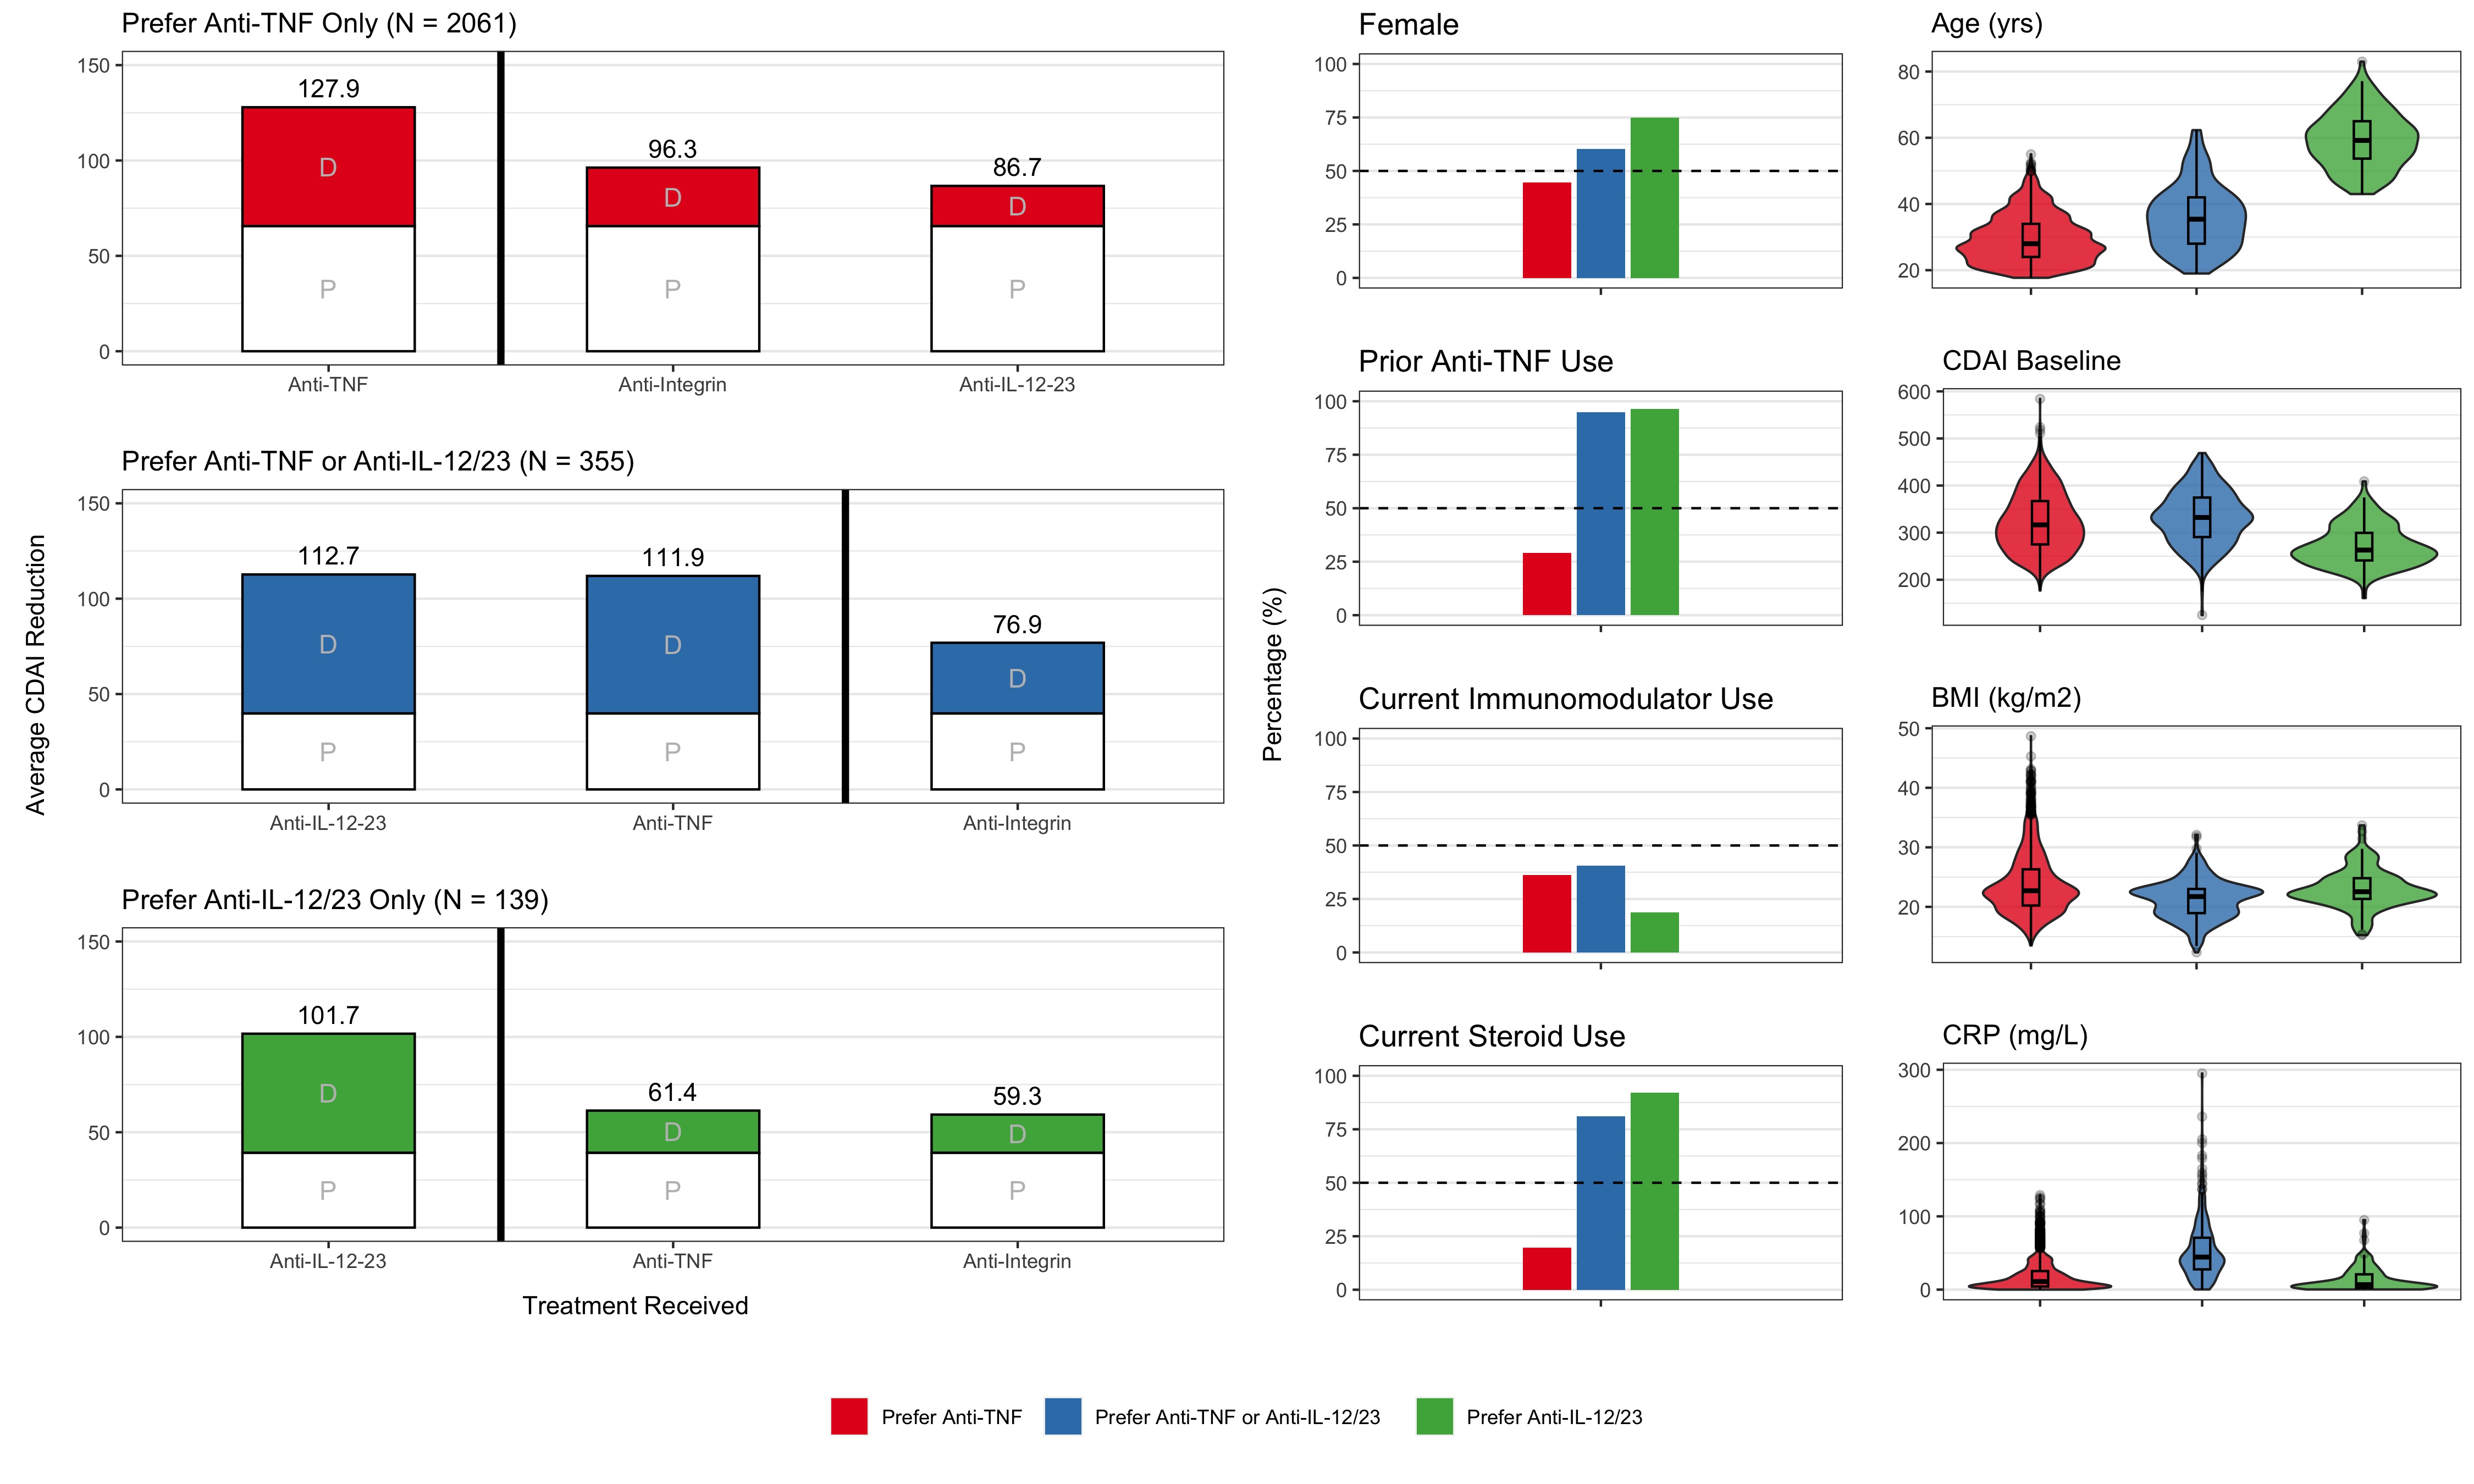 Prefer Anti-TNF Only (N = 2061)
150
100
50
0
127.9
96.3
86.7
D
D
D
P
P
P
Anti-TNF
Anti-Integrin
Anti-IL-12-23
Prefer Anti-TNF or Anti-IL-12/23 (N = 355)
150
100
50
0
112.7
111.9
76.9
D
D
D
P
P
P
Anti-IL-12-23
Anti-TNF
Anti-Integrin
Prefer Anti-IL-12/23 Only (N = 139)
150
100
50
0
101.7
61.4
59.3
D
D
D
P
P
P
Anti-IL-12-23
Anti-TNF
Anti-Integrin
Average CDAI Reduction
Treatment Received
Female
100
75
50
25
0
Prior Anti-TNF Use
100
75
50
25
0
Current Immunomodulator Use
100
75
50
25
0
Current Steroid Use
100
75
50
25
0
Percentage (%)
Age (yrs)
80
60
40
20
CDAI Baseline
600
500
400
300
200
BMI (kg/m2)
50
40
30
20
CRP (mg/L)
300
200
100
0
Prefer Anti-TNF
Prefer Anti-TNF or Anti-IL-12/23
Prefer Anti-IL-12/23